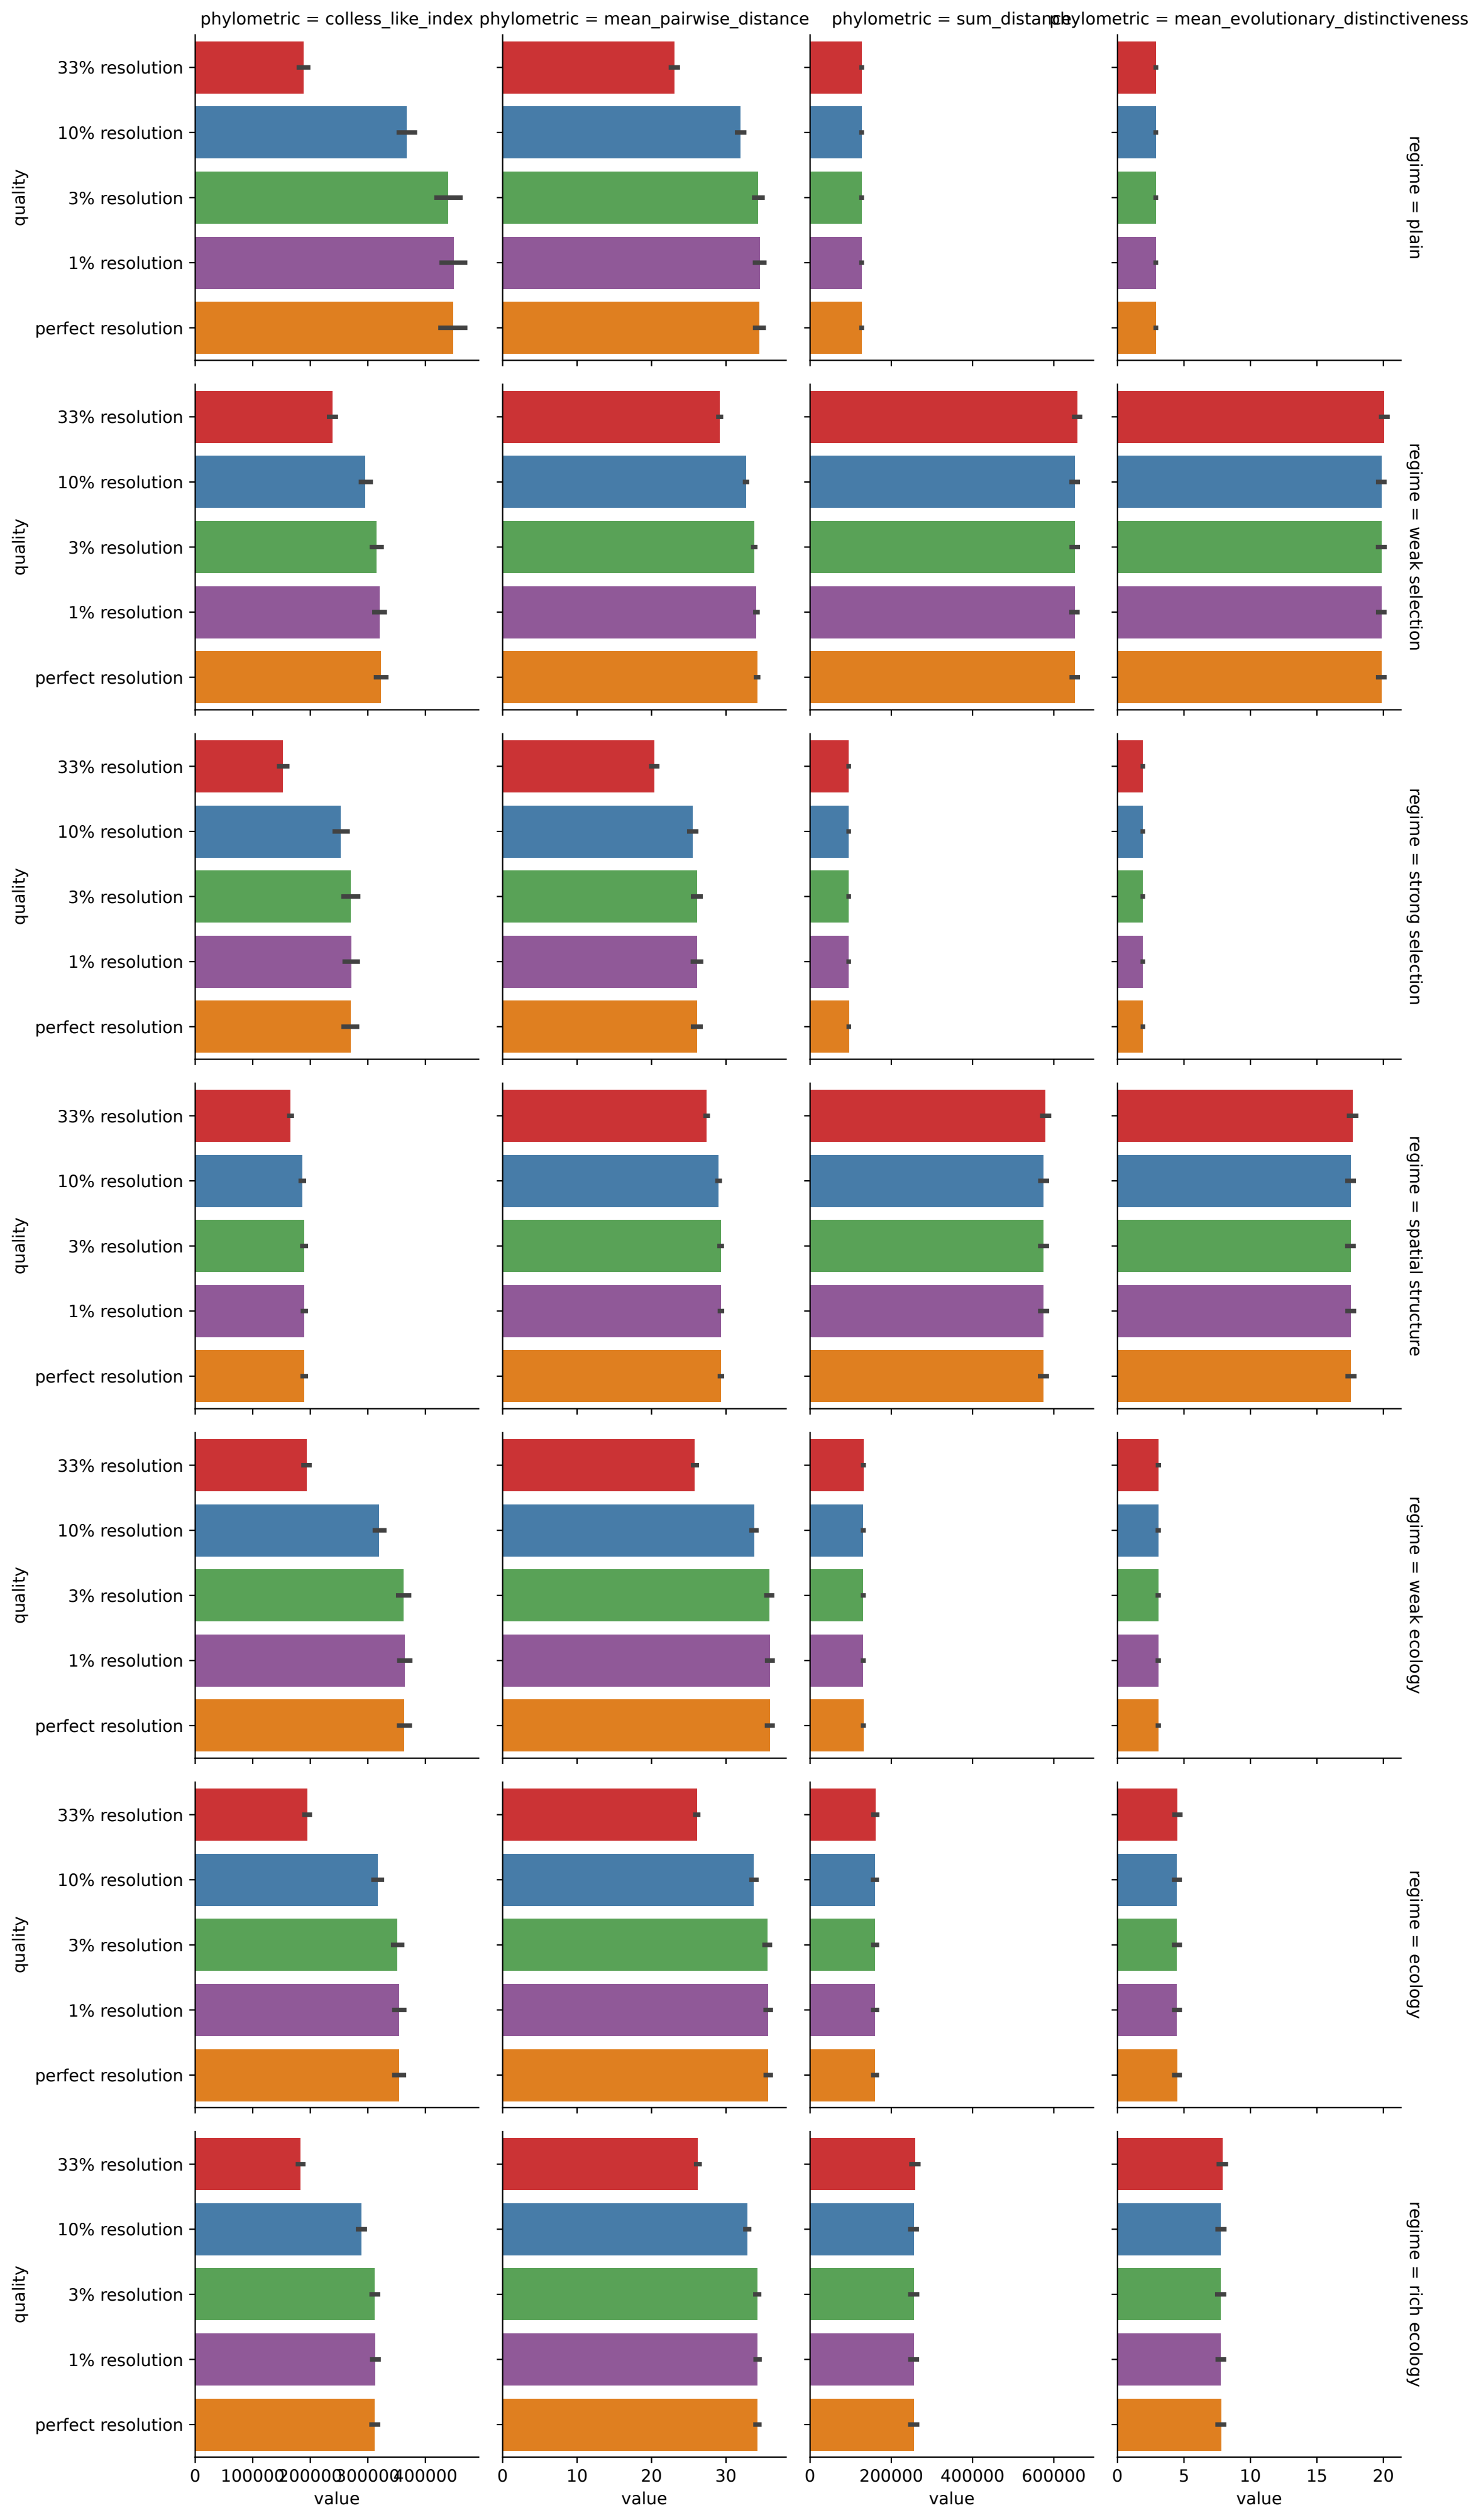 phylometric = colless_like_index
phylometric = mean_pairwise_distance
phylometric = sum_distance
phylometric = mean_evolutionary_distinctiveness
33% resolution
10% resolution
3% resolution
1% resolution
perfect resolution
quality
regime = plain
33% resolution
10% resolution
3% resolution
1% resolution
perfect resolution
quality
regime = weak selection
33% resolution
10% resolution
3% resolution
1% resolution
perfect resolution
quality
regime = strong selection
33% resolution
10% resolution
3% resolution
1% resolution
perfect resolution
quality
regime = spatial structure
33% resolution
10% resolution
3% resolution
1% resolution
perfect resolution
quality
regime = weak ecology
33% resolution
10% resolution
3% resolution
1% resolution
perfect resolution
quality
regime = ecology
33% resolution
10% resolution
3% resolution
1% resolution
perfect resolution
quality
regime = rich ecology
0 100000 200000 300000 400000
value
0 10 20 30
value
0 200000 400000 600000
value
0 5 10 15 20
value